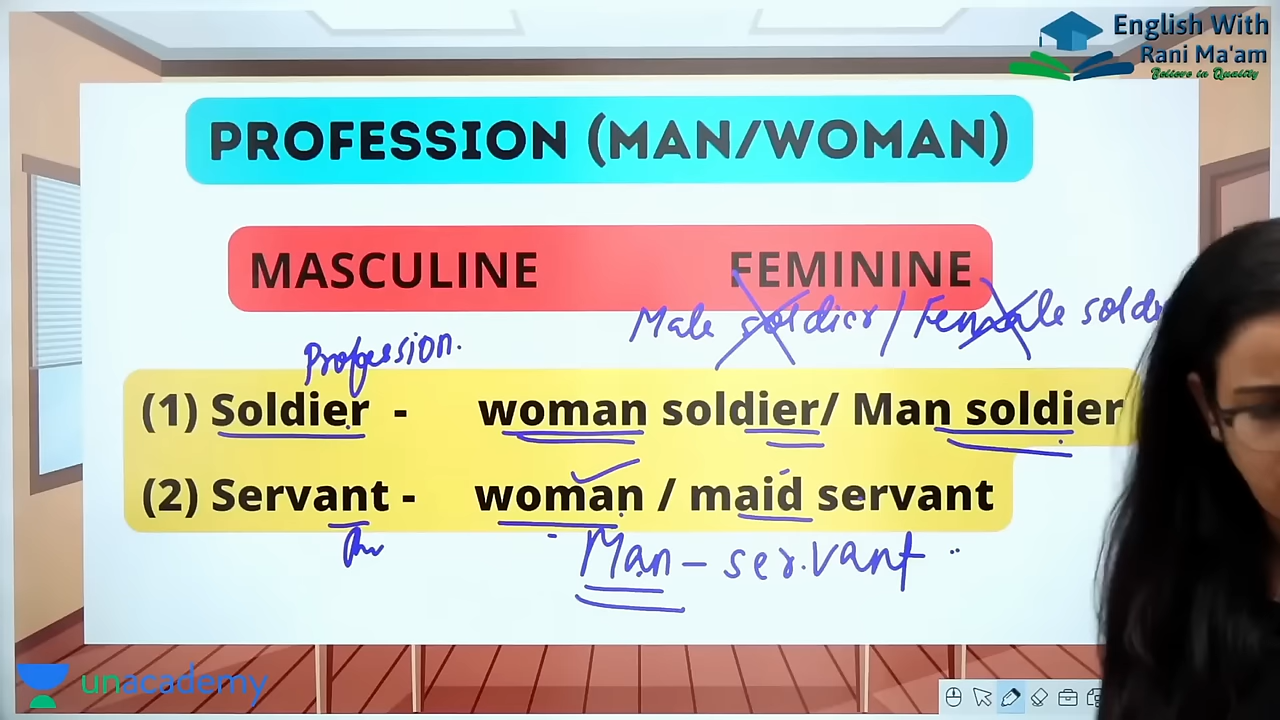 English With
Rani Ma'am
Believe in Quality
PROFESSION (MAN/WOMAN)
MASCULINE FEMININE
Male soldier / Female soldi
Profession.
(1) Soldier - woman soldier/ Man soldier
(2) Servant - woman / maid servant
Man - servant
unacademy